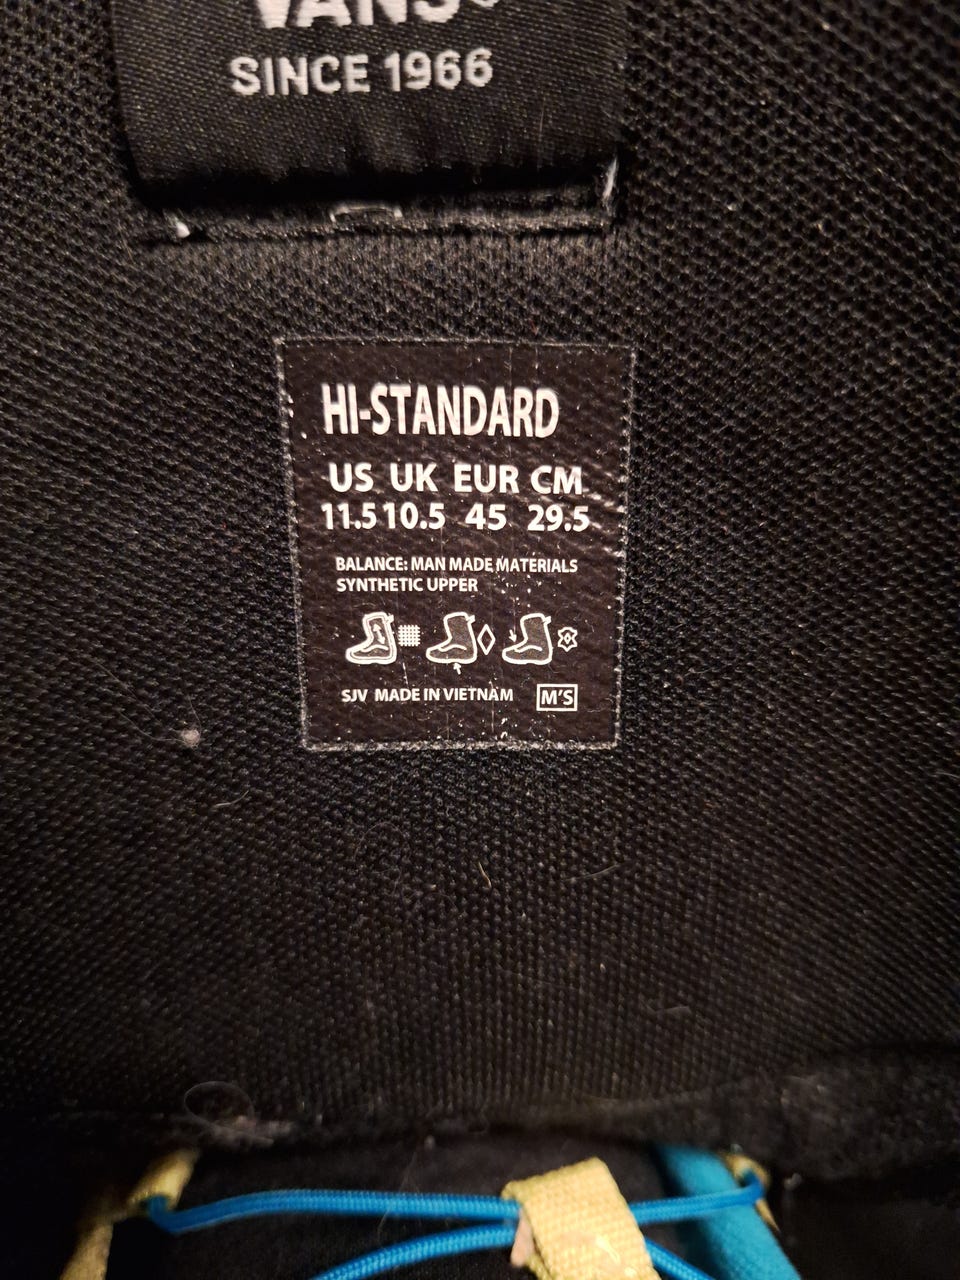 VANS®
SINCE 1966
HI-STANDARD
US UK EUR CM
11.5 10.5 45 29.5
BALANCE: MAN MADE MATERIALS
SYNTHETIC UPPER
SJV MADE IN VIETNAM M'S